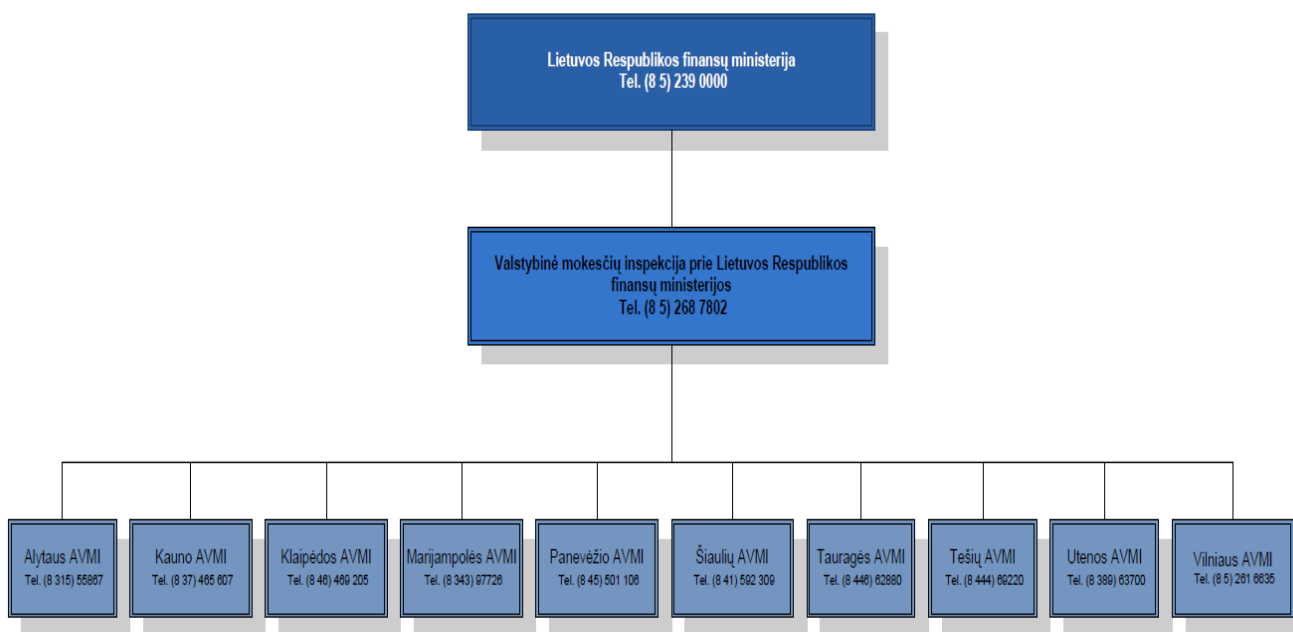 Lietuvos Respublikos finansų ministerija
Tel. (8 5) 239 0000
Valstybinė mokesčių inspekcija prie Lietuvos Respublikos
finansų ministerijos
Tel. (8 5) 268 7802
Alytaus AVMI
Tel. (8 315) 55867
Kauno AVMI
Tel. (8 37) 465 607
Klaipėdos AVMI
Tel. (8 46) 469 205
Marijampolės AVMI
Tel. (8 343) 97726
Panevėžio AVMI
Tel. (8 45) 501 106
Šiaulių AVMI
Tel. (8 41) 592 309
Tauragės AVMI
Tel. (8 446) 62880
Tešių AVMI
Tel. (8 444) 69220
Utenos AVMI
Tel. (8 389) 63700
Vilniaus AVMI
Tel. (8 5) 261 6635